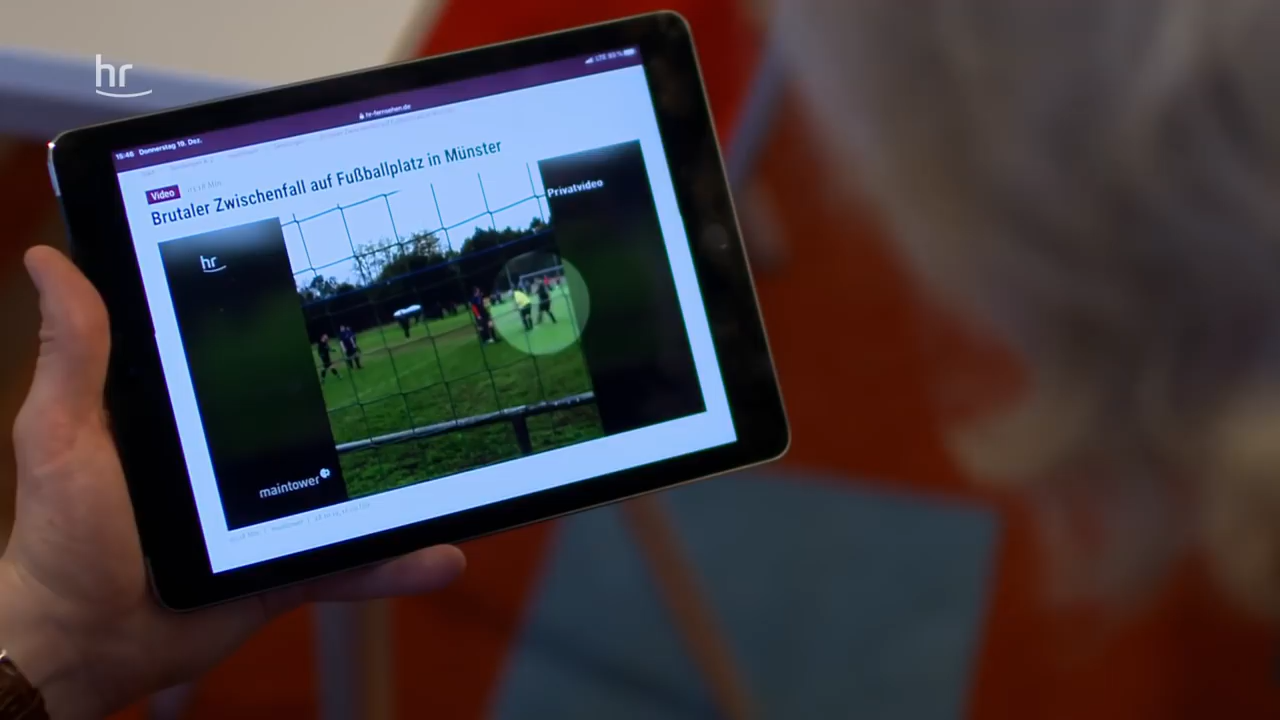 hr
15:46 Donnerstag 19. Dez.
hr-fernsehen.de
LTE
Video
Brutaler Zwischenfall auf Fußballplatz in Münster
hr
Privatvideo
maintower